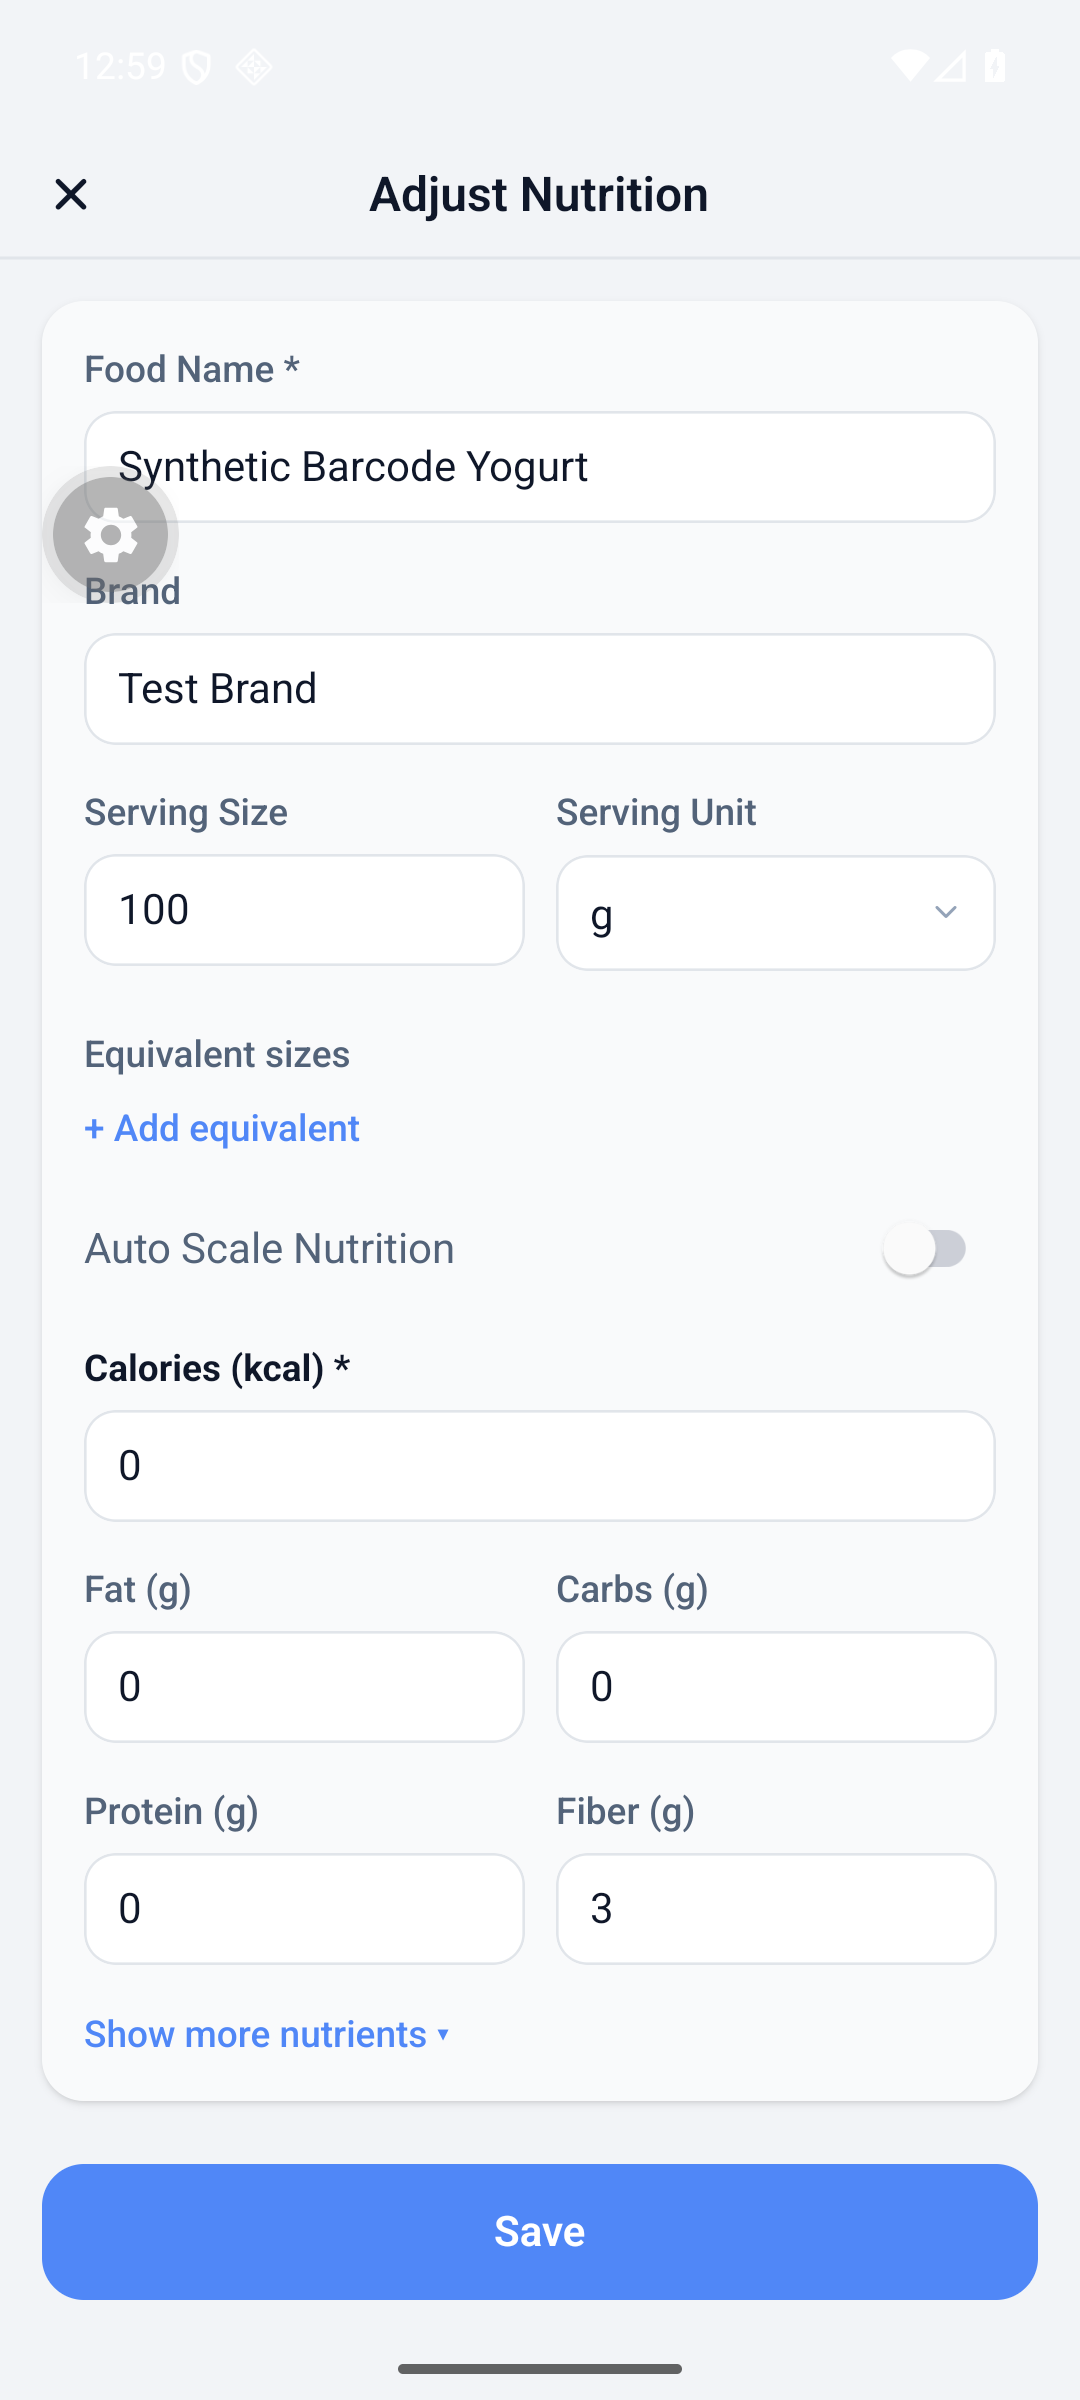 12:59
Adjust Nutrition
Food Name *
Synthetic Barcode Yogurt
Brand
Test Brand
Serving Size
Serving Unit
100
g
Equivalent sizes
+ Add equivalent
Auto Scale Nutrition
Calories (kcal) *
0
Fat (g)
Carbs (g)
0
0
Protein (g)
Fiber (g)
0
3
Show more nutrients ▾
Save